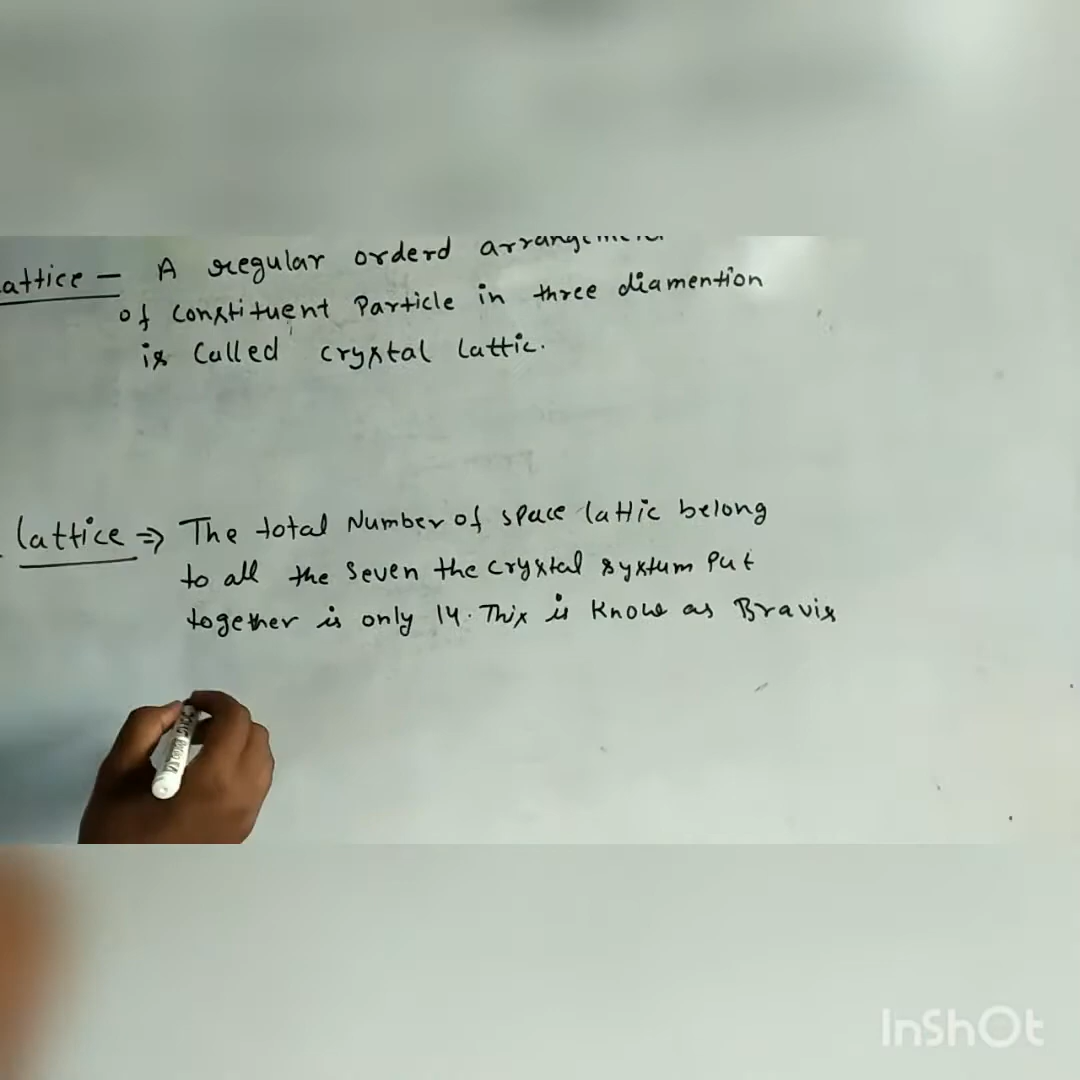 attice – A regular orderd arrangement
of constituent Particle in three diamention
is Called crystal lattic.
lattice ⇒ The total Number of space lattic belong
to all the seven the crystal systum Put
together is only 14. This is Know as Bravis
InShOt